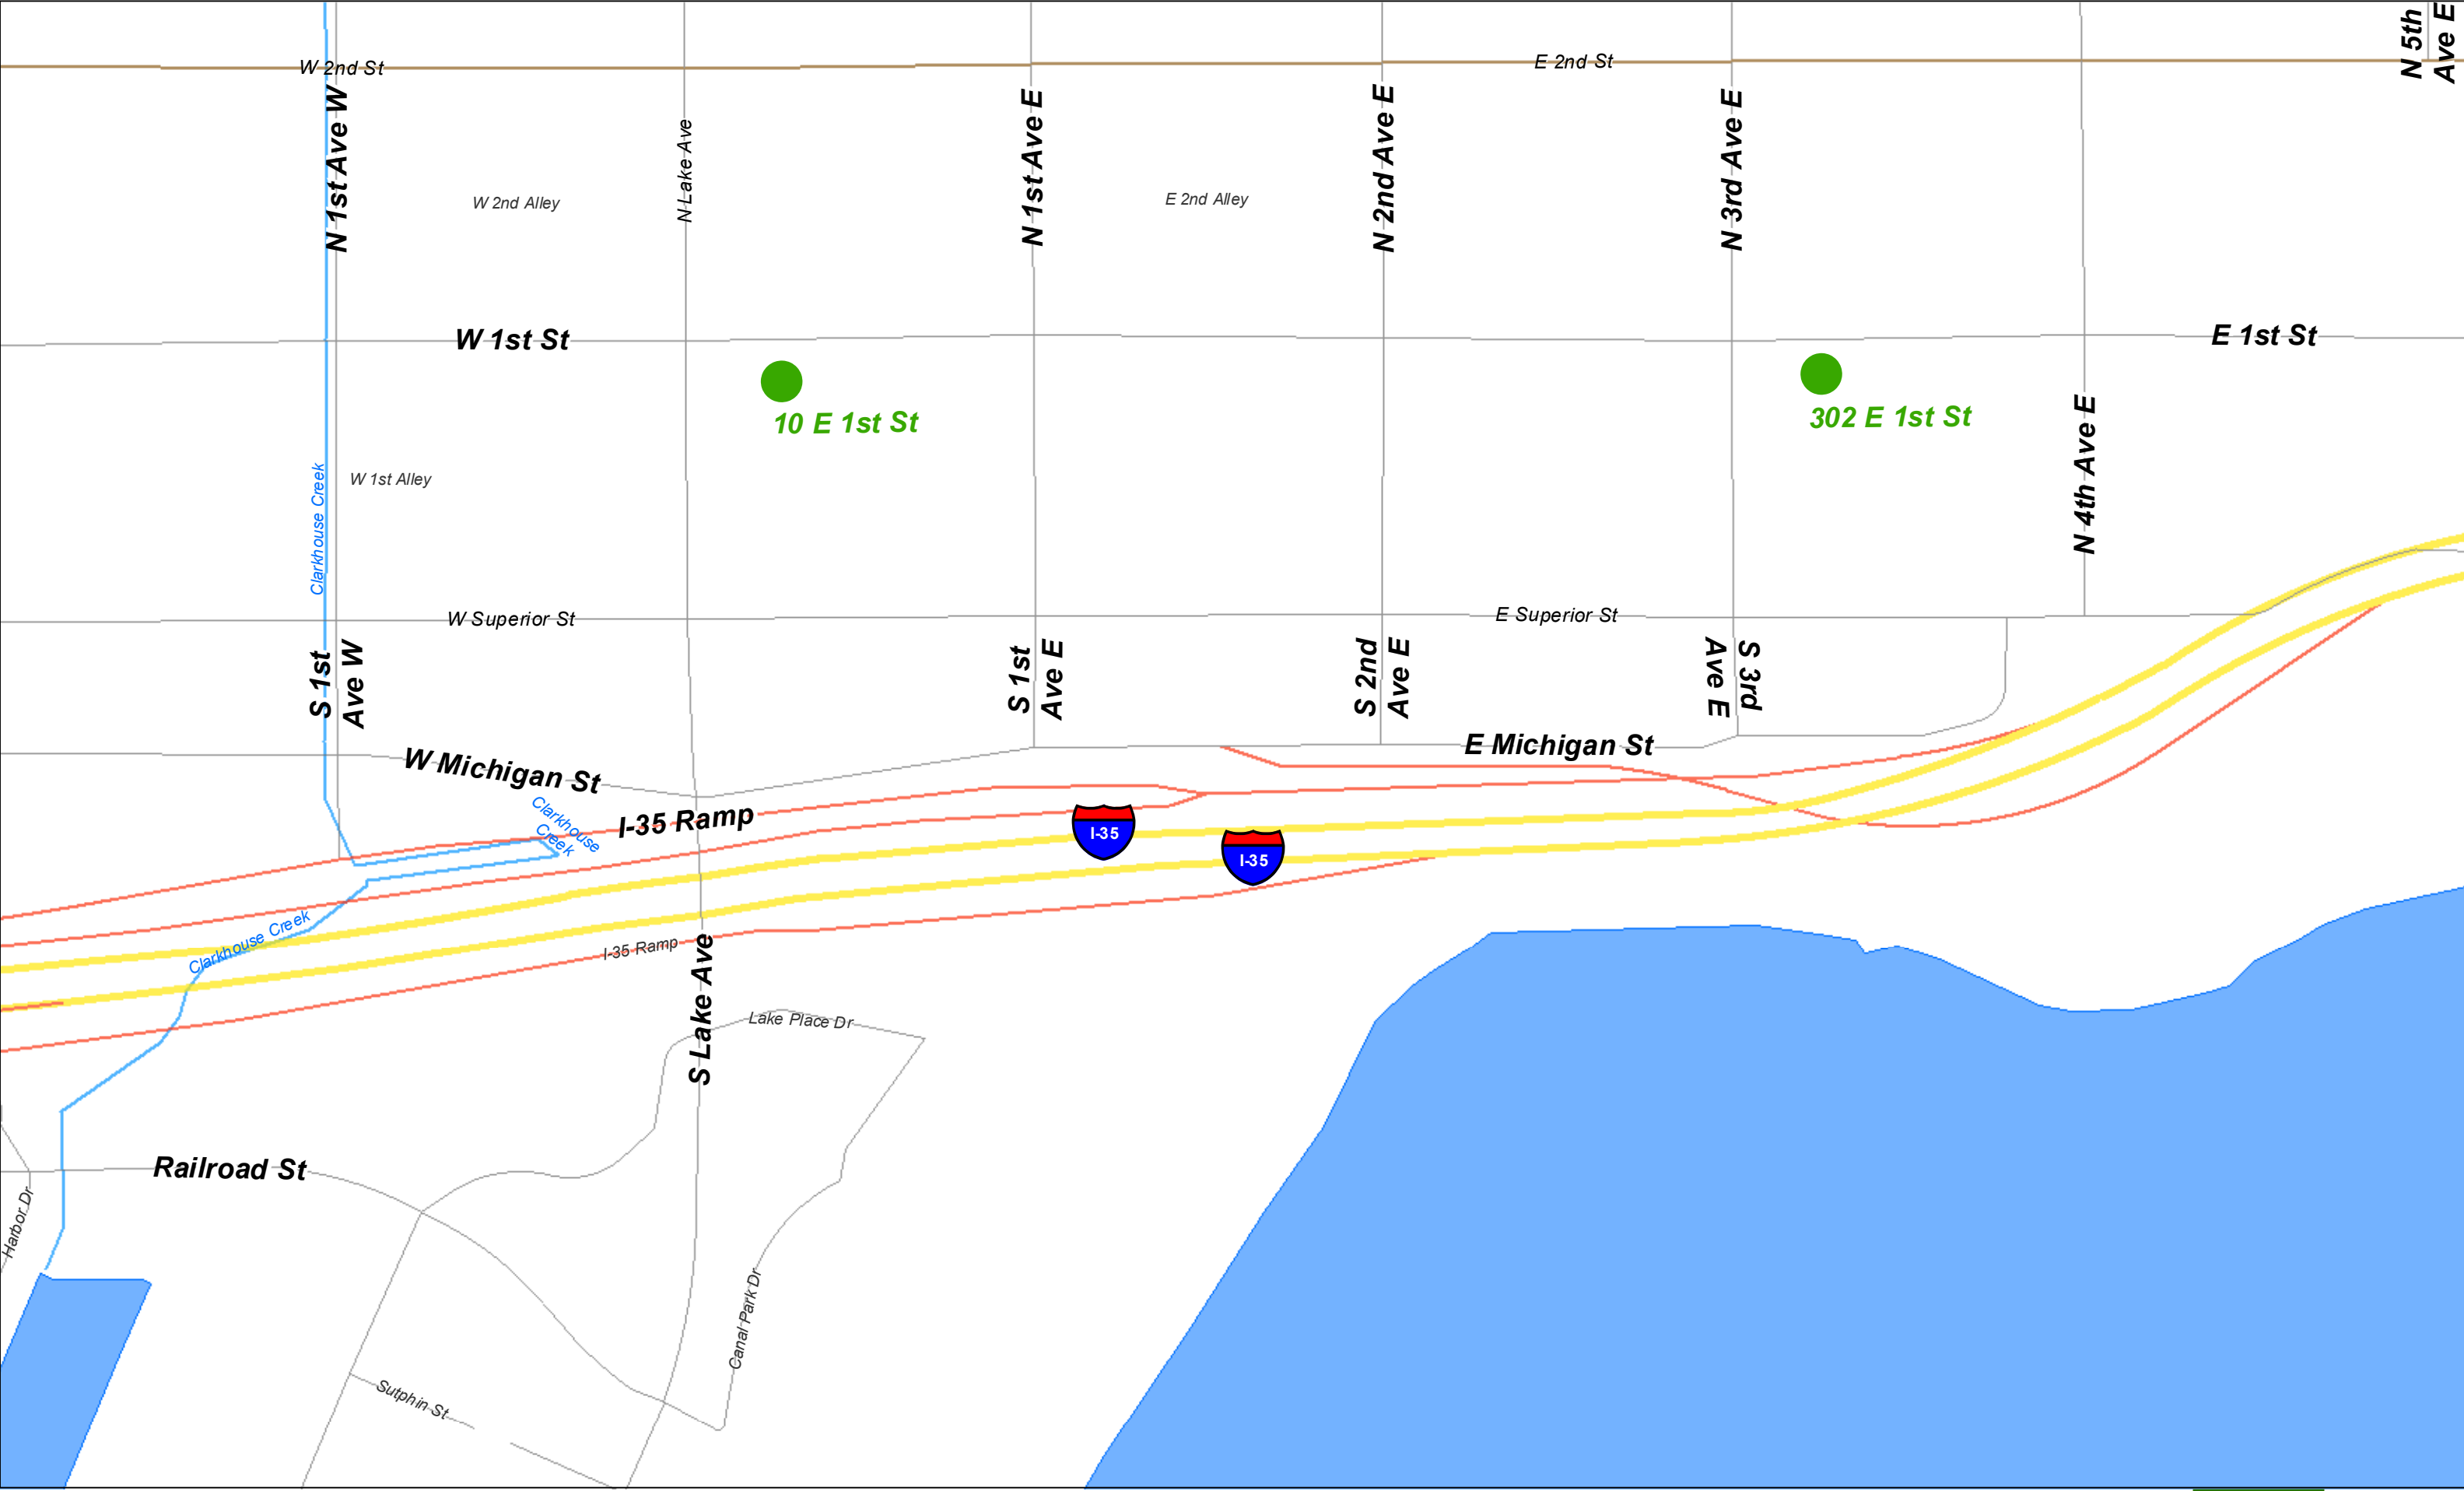 N 5th
Ave E
W 2nd St
E 2nd St
N 1st Ave W
N Lake Ave
N 1st Ave E
N 2nd Ave E
N 3rd Ave E
W 2nd Alley
E 2nd Alley
W 1st St
E 1st St
10 E 1st St
302 E 1st St
N 4th Ave E
Clarkhouse Creek
W 1st Alley
W Superior St
E Superior St
S 1st
Ave W
S 1st
Ave E
S 2nd
Ave E
S 3rd
Ave E
W Michigan St
E Michigan St
I-35 Ramp
Clarkhouse
Creek
I-35
I-35
Clarkhouse Creek
I-35 Ramp
S Lake Ave
Lake Place Dr
Railroad St
Harbor Dr
Canal Park Dr
Sutphin St